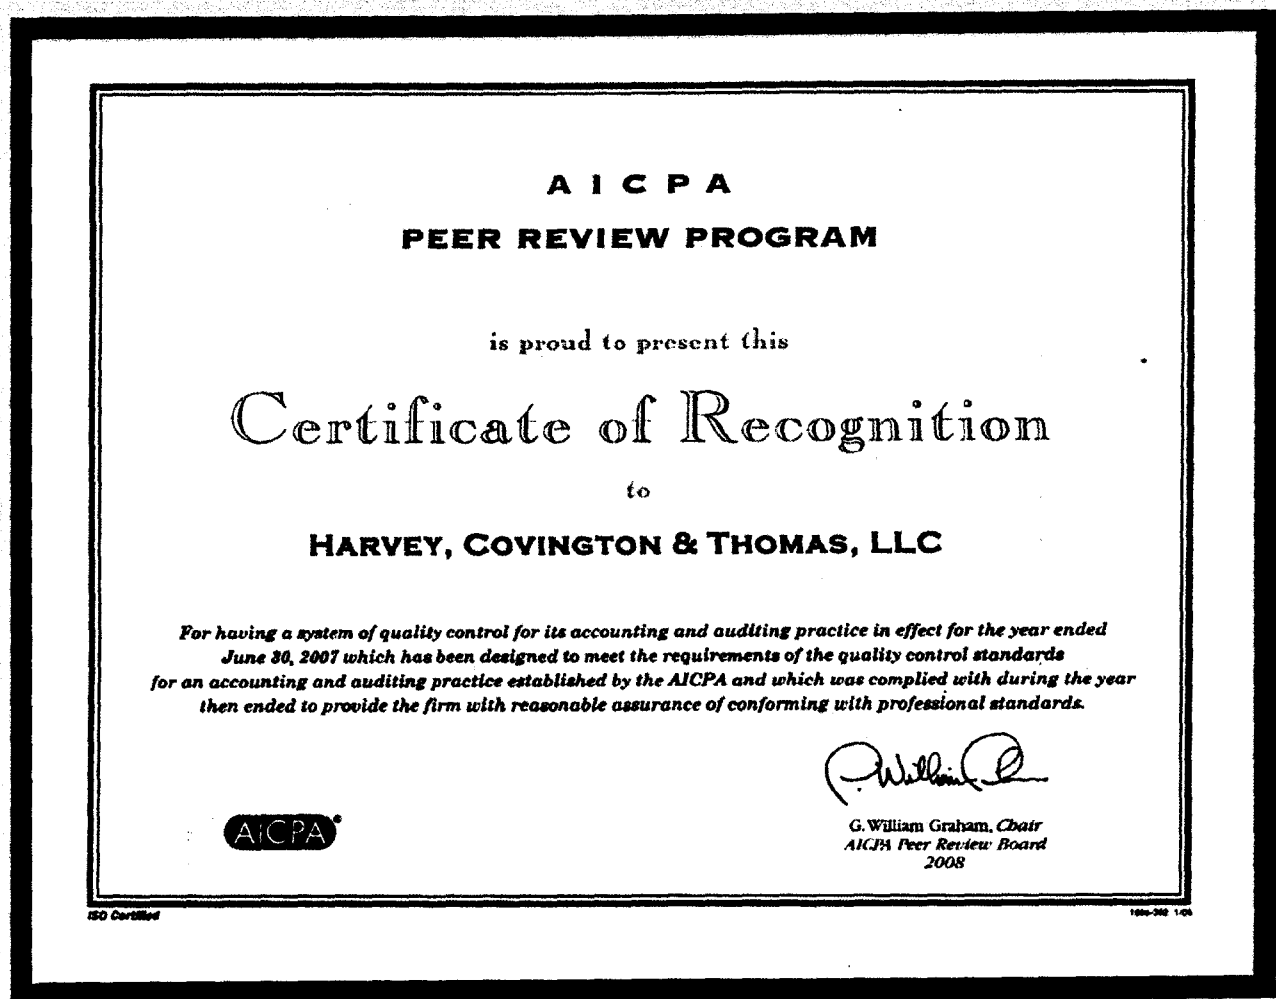 A I C P A
PEER REVIEW PROGRAM
is proud to present this
Certificate of Recognition
to
HARVEY, COVINGTON & THOMAS, LLC
For having a system of quality control for its accounting and auditing practice in effect for the year ended
June 30, 2007 which has been designed to meet the requirements of the quality control standards
for an accounting and auditing practice established by the AICPA and which was complied with during the year
then ended to provide the firm with reasonable assurance of conforming with professional standards.
AICPA
G. William Graham, Chair
AICPA Peer Review Board
2008
ISO Certified